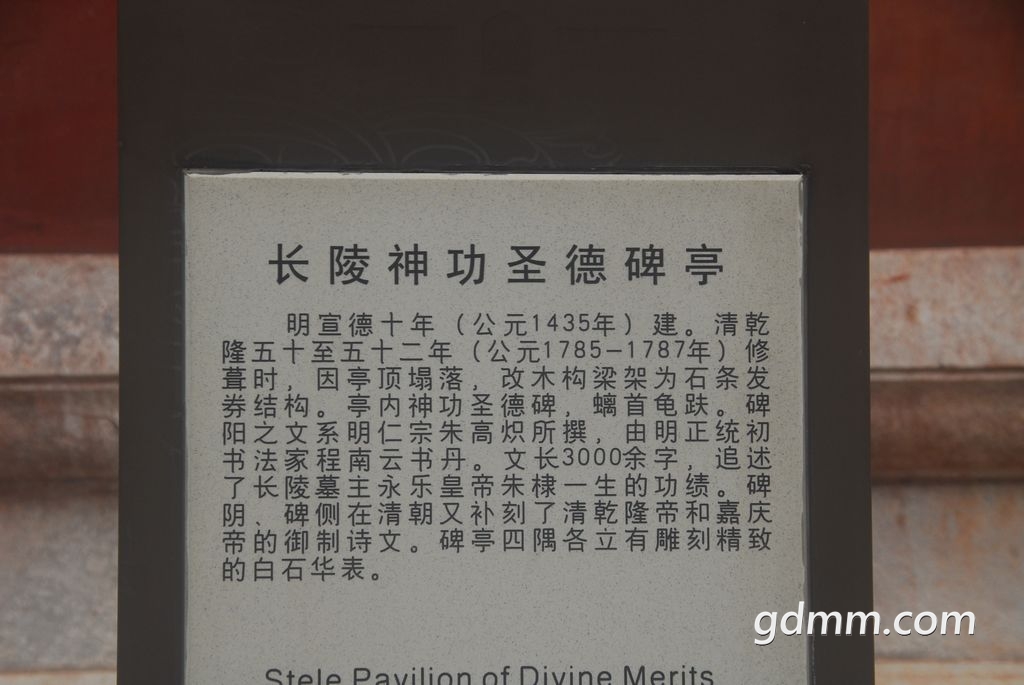 长陵神功圣德碑亭
明宣德十年（公元1435年）建。清乾
隆五十至五十二年（公元1785-1787年）修
葺时，因亭顶塌落，改木构梁架为石条发
券结构。亭内神功圣德碑，螭首龟趺。碑
阳之文系明仁宗朱高炽所撰，由明正统初
书法家程南云书丹。文长3000余字，追述
了长陵墓主永乐皇帝朱棣一生的功绩。碑
阴、碑侧在清朝又补刻了清乾隆帝和嘉庆
帝的御制诗文。碑亭四隅各立有雕刻精致
的白石华表。
Stele Pavilion of Divine Merits
gdmm.com